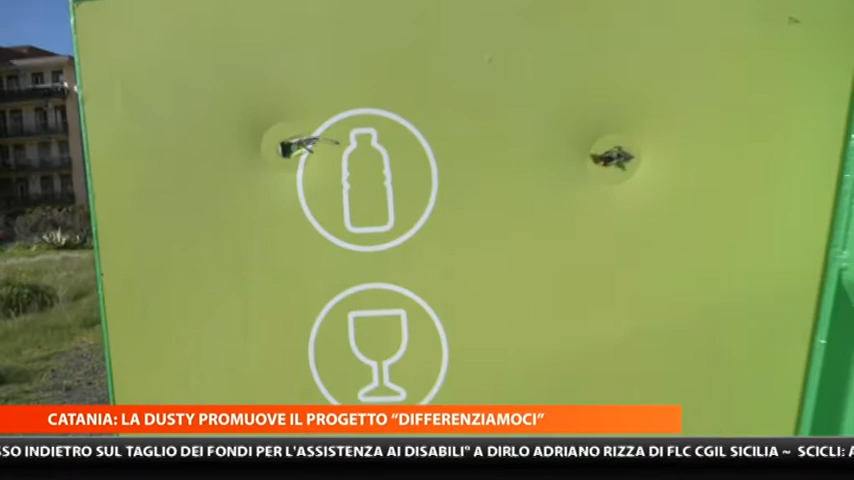 CATANIA: LA DUSTY PROMUOVE IL PROGETTO “DIFFERENZIAMOCI”
INDIETRO SUL TAGLIO DEI FONDI PER L'ASSISTENZA AI DISABILI" A DIRLO ADRIANO RIZZA DI FLC CGIL SICILIA ~ SCICLI: